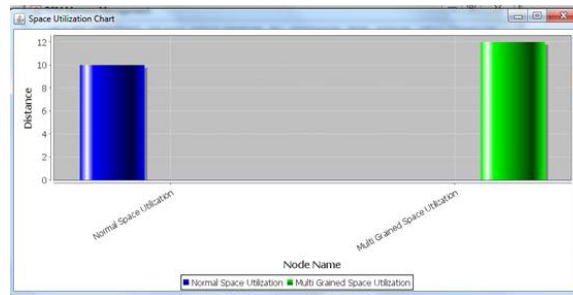 Space Utilization Chart
12
10
8
6
4
2
0
Distance
Normal Space Utilization
Multi Grained Space Utilization
Node Name
Normal Space Utilization Multi Grained Space Utilization